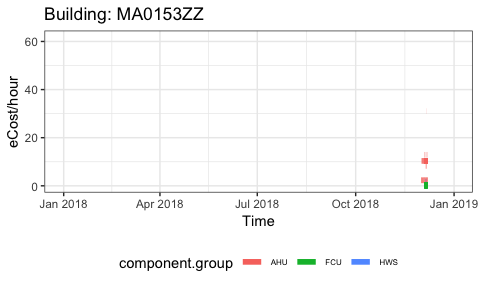 Building: MA0153ZZ
60
40
20
0
eCost/hour
Jan 2018 Apr 2018 Jul 2018 Oct 2018 Jan 2019
Time
component.group AHU FCU HWS